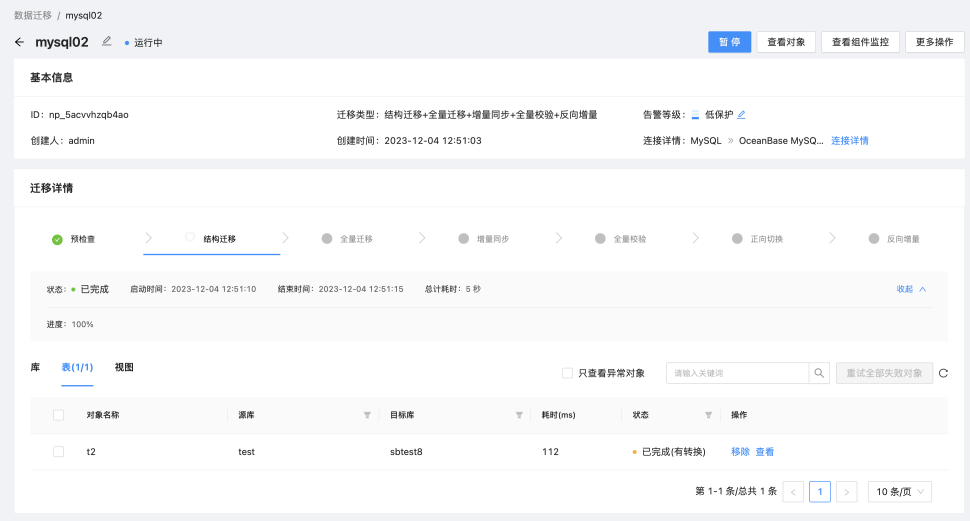 数据迁移 / mysql02
mysql02 运行中 暂 停 查看对象 查看组件监控 更多操作
基本信息
ID: np_5acvvhzqb4ao 迁移类型: 结构迁移+全量迁移+增量同步+全量校验+反向增量 告警等级: 低保护
创建人: admin 创建时间: 2023-12-04 12:51:03 连接详情: MySQL » OceanBase MySQ... 连接详情
迁移详情
预检查 结构迁移 全量迁移 增量同步 全量校验 正向切换 反向增量
状态: 已完成 启动时间: 2023-12-04 12:51:10 结束时间: 2023-12-04 12:51:15 总计耗时: 5 秒 收起
进度: 100%
库 表(1/1) 视图 只查看异常对象 请输入关键词 重试全部失败对象
对象名称 源库 目标库 耗时(ms) 状态 操作
t2 test sbtest8 112 已完成(有转换) 移除 查看
第 1-1 条/总共 1 条 < 1 > 10 条/页